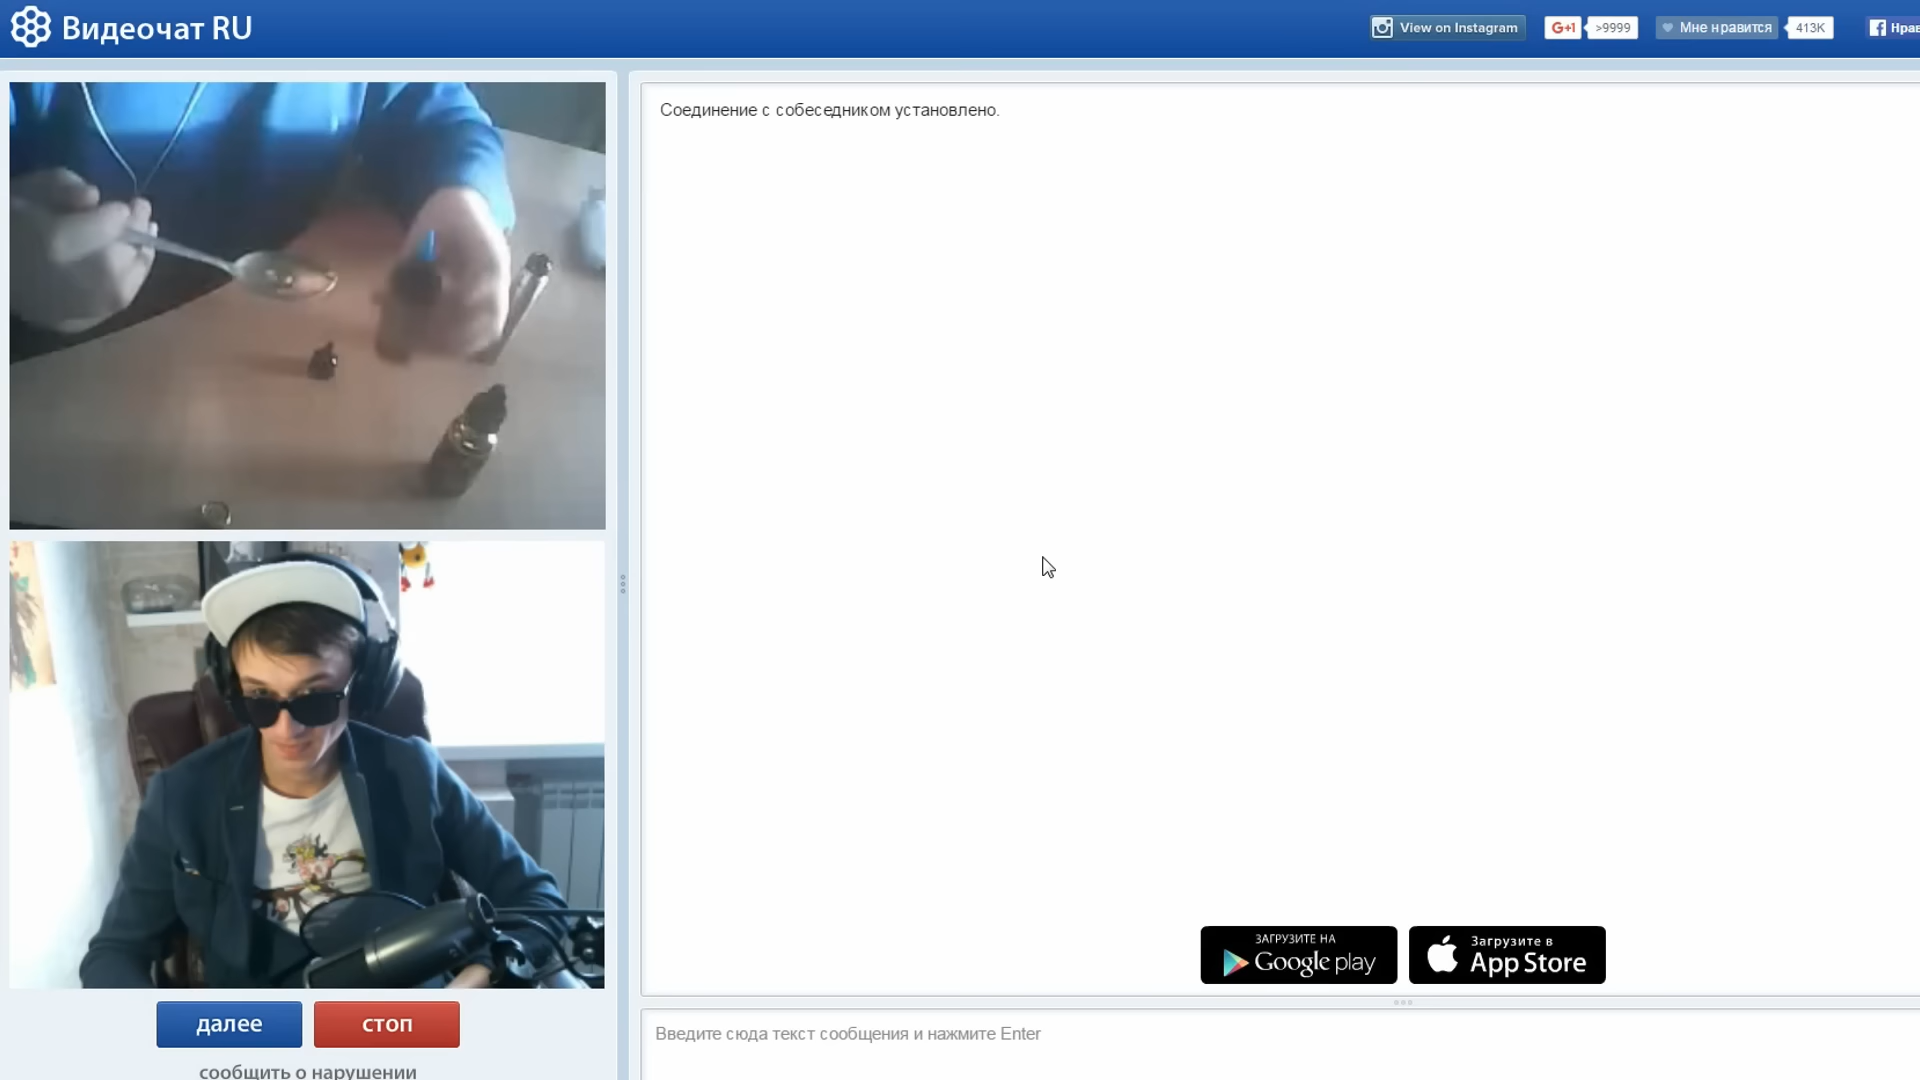 Видеочат RU
View on Instagram
G+1
>9999
Мне нравится
413K
Соединение с собеседником установлено.
ЗАГРУЗИТЕ НА
Google play
Загрузите в
App Store
далее
стоп
Введите сюда текст сообщения и нажмите Enter
сообщить о нарушении